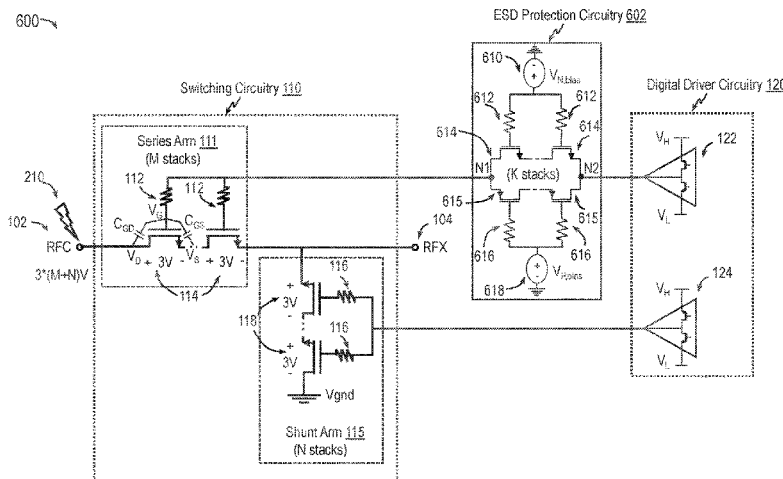 600
ESD Protection Circuitry 602
610
V_N,bias
Switching Circuitry 110
Digital Driver Circuitry 120
612
612
Series Arm 111
(M stacks)
614
614
V_H
122
N1
(K stacks)
N2
210
112
112
V_G
C_GD
C_GS
615
615
V_L
102
104
RFC
RFX
616
616
V_D
+ 3V -
V_S
+ 3V -
3*(M+N)V
114
618
V_P,bias
116
124
+
3V
-
V_H
118
116
+
3V
-
V_L
Vgnd
Shunt Arm 115
(N stacks)